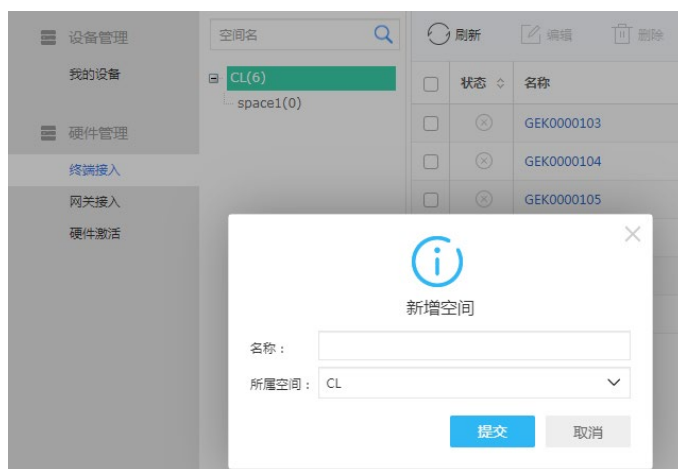 设备管理
我的设备
硬件管理
终端接入
网关接入
硬件激活
空间名
CL(6)
space1(0)
刷新 编辑 删除
状态 名称
GEK0000103
GEK0000104
GEK0000105
新增空间
名称：
所属空间： CL
提交 取消